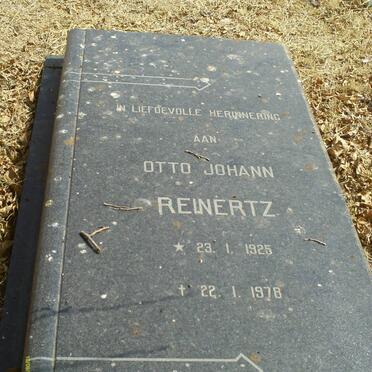 IN LIEFDEVOLLE HERINNERING
AAN
OTTO JOHANN
REINERTZ
* 23. 1. 1925
† 22. 1. 1978